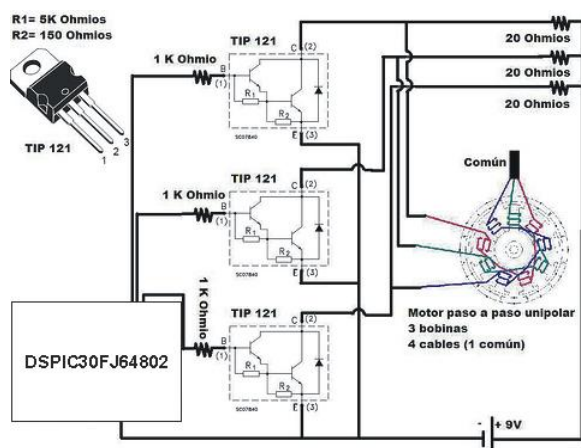 R1= 5K Ohmios
R2= 150 Ohmios
TIP 121
1
2
3
1 K Ohmio
TIP 121
C (2)
B
(1)
R1
R2
E (3)
SC07840
20 Ohmios
20 Ohmios
20 Ohmios
1 K Ohmio
TIP 121
C (2)
B
(1)
R1
R2
E (3)
SC07840
Común
1 K Ohmio
TIP 121
C (2)
B
(1)
R1
R2
E (3)
SC07840
Motor paso a paso unipolar
3 bobinas
4 cables (1 común)
DSPIC30FJ64802
- + 9V